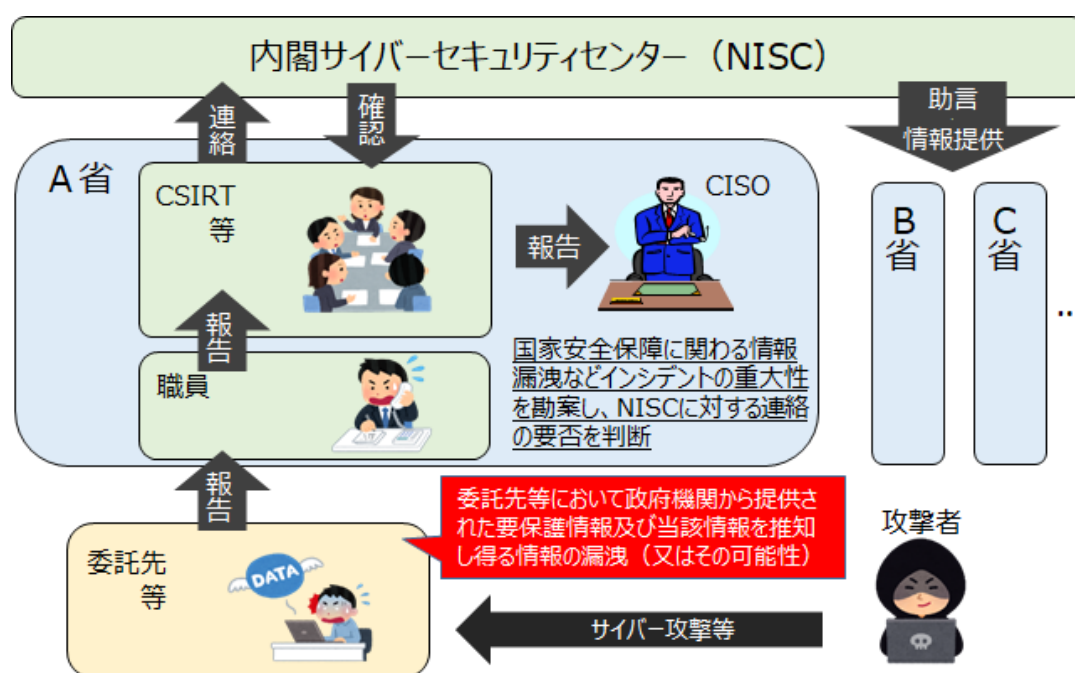 内閣サイバーセキュリティセンター（NISC）
連絡
確認
助言
・
情報提供
A省
CSIRT
等
報告
CISO
B省
C省
…
報告
職員
国家安全保障に関わる情報
漏洩などインシデントの重大性
を勘案し、NISCに対する連絡
の要否を判断
報告
委託先等において政府機関から提供さ
れた要保護情報及び当該情報を推知
し得る情報の漏洩（又はその可能性）
攻撃者
委託先
等
DATA
サイバー攻撃等